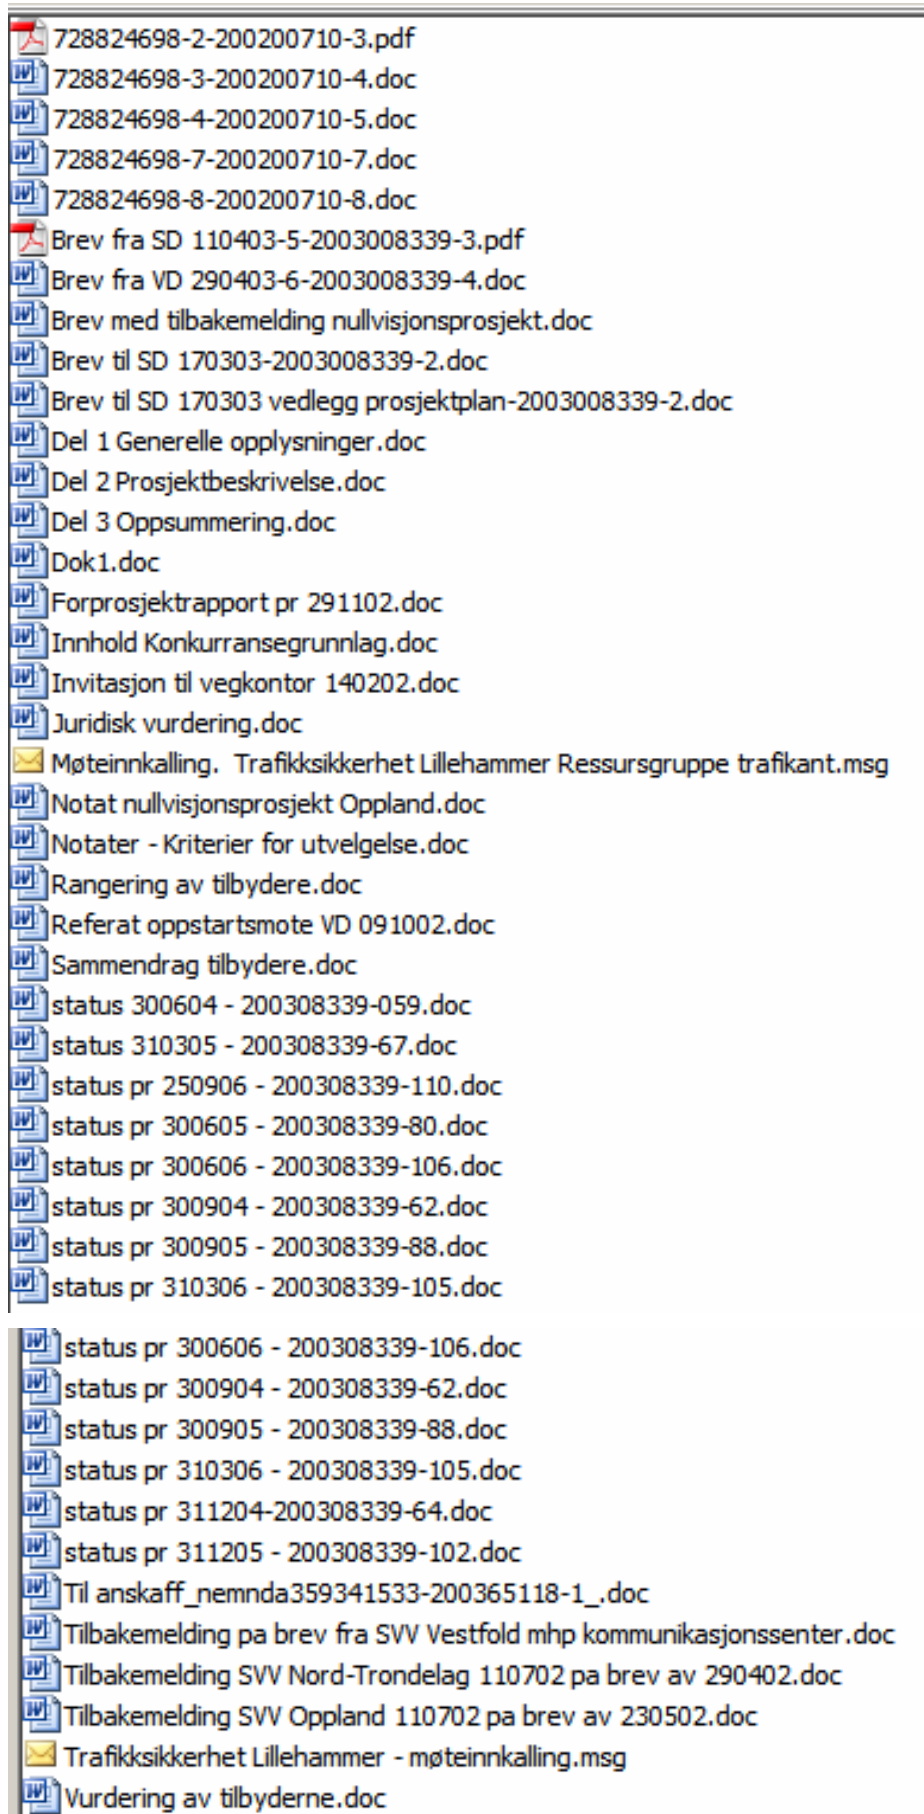 728824698-2-200200710-3.pdf
728824698-3-200200710-4.doc
728824698-4-200200710-5.doc
728824698-7-200200710-7.doc
728824698-8-200200710-8.doc
Brev fra SD 110403-5-2003008339-3.pdf
Brev fra VD 290403-6-2003008339-4.doc
Brev med tilbakemelding nullvisjonsprosjekt.doc
Brev til SD 170303-2003008339-2.doc
Brev til SD 170303 vedlegg prosjektplan-2003008339-2.doc
Del 1 Generelle opplysninger.doc
Del 2 Prosjektbeskrivelse.doc
Del 3 Oppsummering.doc
Dok1.doc
Forprosjektrapport pr 291102.doc
Innhold Konkurransegrunnlag.doc
Invitasjon til vegkontor 140202.doc
Juridisk vurdering.doc
Møteinnkalling.  Trafikksikkerhet Lillehammer Ressursgruppe trafikant.msg
Notat nullvisjonsprosjekt Oppland.doc
Notater - Kriterier for utvelgelse.doc
Rangering av tilbydere.doc
Referat oppstartsmote VD 091002.doc
Sammendrag tilbydere.doc
status 300604 - 200308339-059.doc
status 310305 - 200308339-67.doc
status pr 250906 - 200308339-110.doc
status pr 300605 - 200308339-80.doc
status pr 300606 - 200308339-106.doc
status pr 300904 - 200308339-62.doc
status pr 300905 - 200308339-88.doc
status pr 310306 - 200308339-105.doc
status pr 300606 - 200308339-106.doc
status pr 300904 - 200308339-62.doc
status pr 300905 - 200308339-88.doc
status pr 310306 - 200308339-105.doc
status pr 311204-200308339-64.doc
status pr 311205 - 200308339-102.doc
Til anskaff_nemnda359341533-200365118-1_.doc
Tilbakemelding pa brev fra SVV Vestfold mhp kommunikasjonssenter.doc
Tilbakemelding SVV Nord-Trondelag 110702 pa brev av 290402.doc
Tilbakemelding SVV Oppland 110702 pa brev av 230502.doc
Trafikksikkerhet Lillehammer - møteinnkalling.msg
Vurdering av tilbyderne.doc